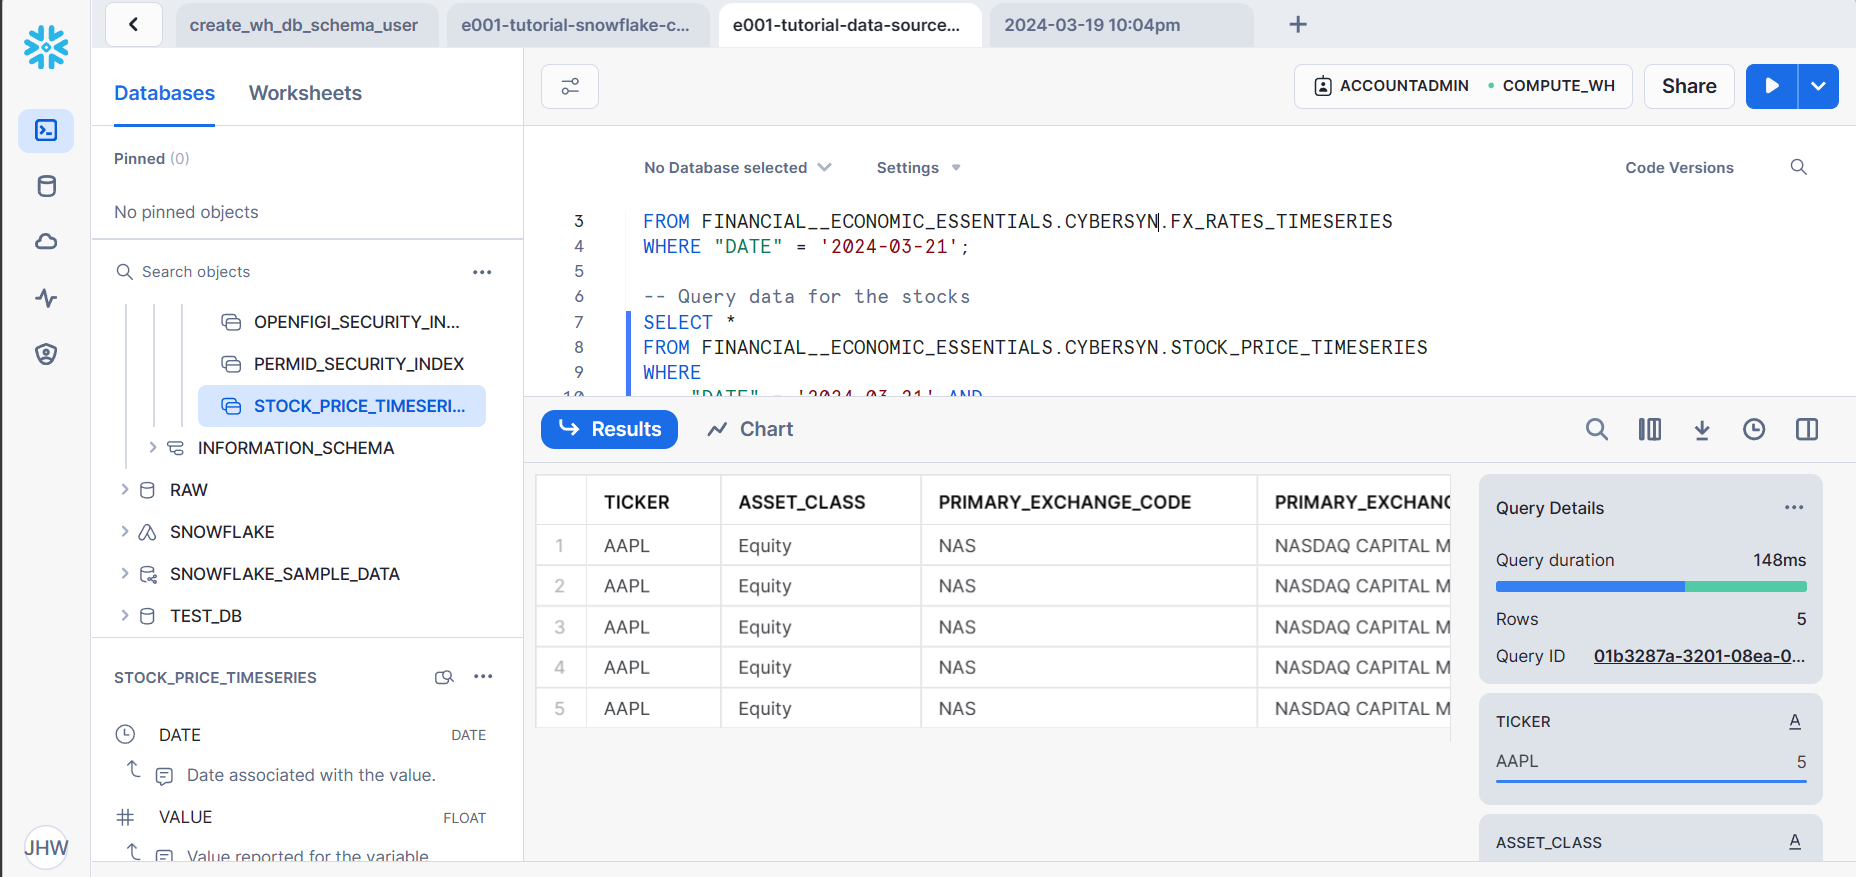 create_wh_db_schema_user
e001-tutorial-snowflake-c...
e001-tutorial-data-source...
2024-03-19 10:04pm
Databases
Worksheets
ACCOUNTADMIN
COMPUTE_WH
Share
Pinned (0)
No pinned objects
Search objects
OPENFIGI_SECURITY_IN...
PERMID_SECURITY_INDEX
STOCK_PRICE_TIMESERI...
INFORMATION_SCHEMA
RAW
SNOWFLAKE
SNOWFLAKE_SAMPLE_DATA
TEST_DB
STOCK_PRICE_TIMESERIES
DATE DATE
Date associated with the value.
VALUE FLOAT
Value reported for the variable
JHW
No Database selected
Settings
Code Versions
3 FROM FINANCIAL__ECONOMIC_ESSENTIALS.CYBERSYN.FX_RATES_TIMESERIES
4 WHERE "DATE" = '2024-03-21';
5
6 -- Query data for the stocks
7 SELECT *
8 FROM FINANCIAL__ECONOMIC_ESSENTIALS.CYBERSYN.STOCK_PRICE_TIMESERIES
9 WHERE
10 "DATE" = '2024-03-21' AND
Results
Chart
TICKER ASSET_CLASS PRIMARY_EXCHANGE_CODE PRIMARY_EXCHANG
1 AAPL Equity NAS NASDAQ CAPITAL M
2 AAPL Equity NAS NASDAQ CAPITAL M
3 AAPL Equity NAS NASDAQ CAPITAL M
4 AAPL Equity NAS NASDAQ CAPITAL M
5 AAPL Equity NAS NASDAQ CAPITAL M
Query Details
Query duration 148ms
Rows 5
Query ID 01b3287a-3201-08ea-0...
TICKER A
AAPL 5
ASSET_CLASS A